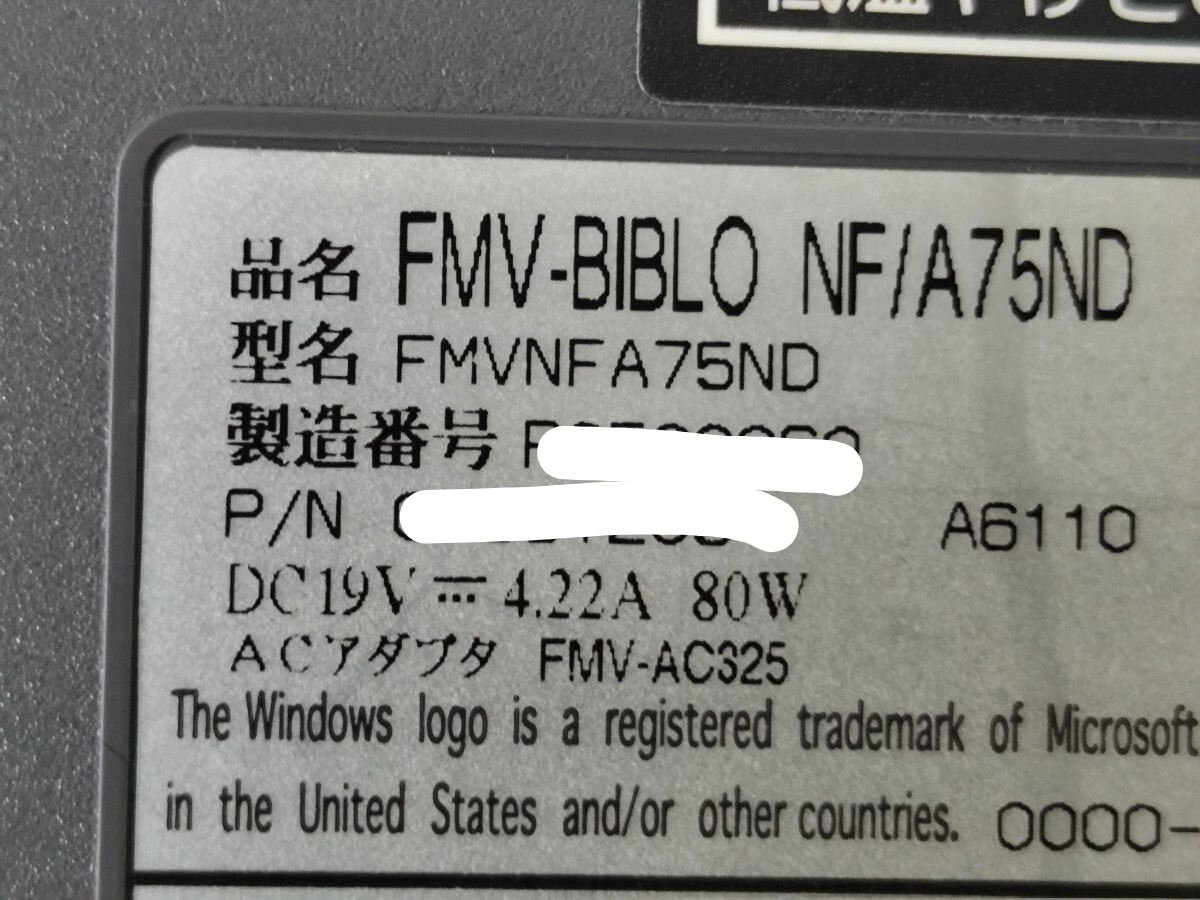 品名 FMV-BIBLO NF/A75ND
型名 FMVNFA75ND
製造番号
P/N A6110
DC19V⎓4.22A 80W
ACアダプタ FMV-AC325
The Windows logo is a registered trademark of Microsoft
in the United States and/or other countries. 0000-